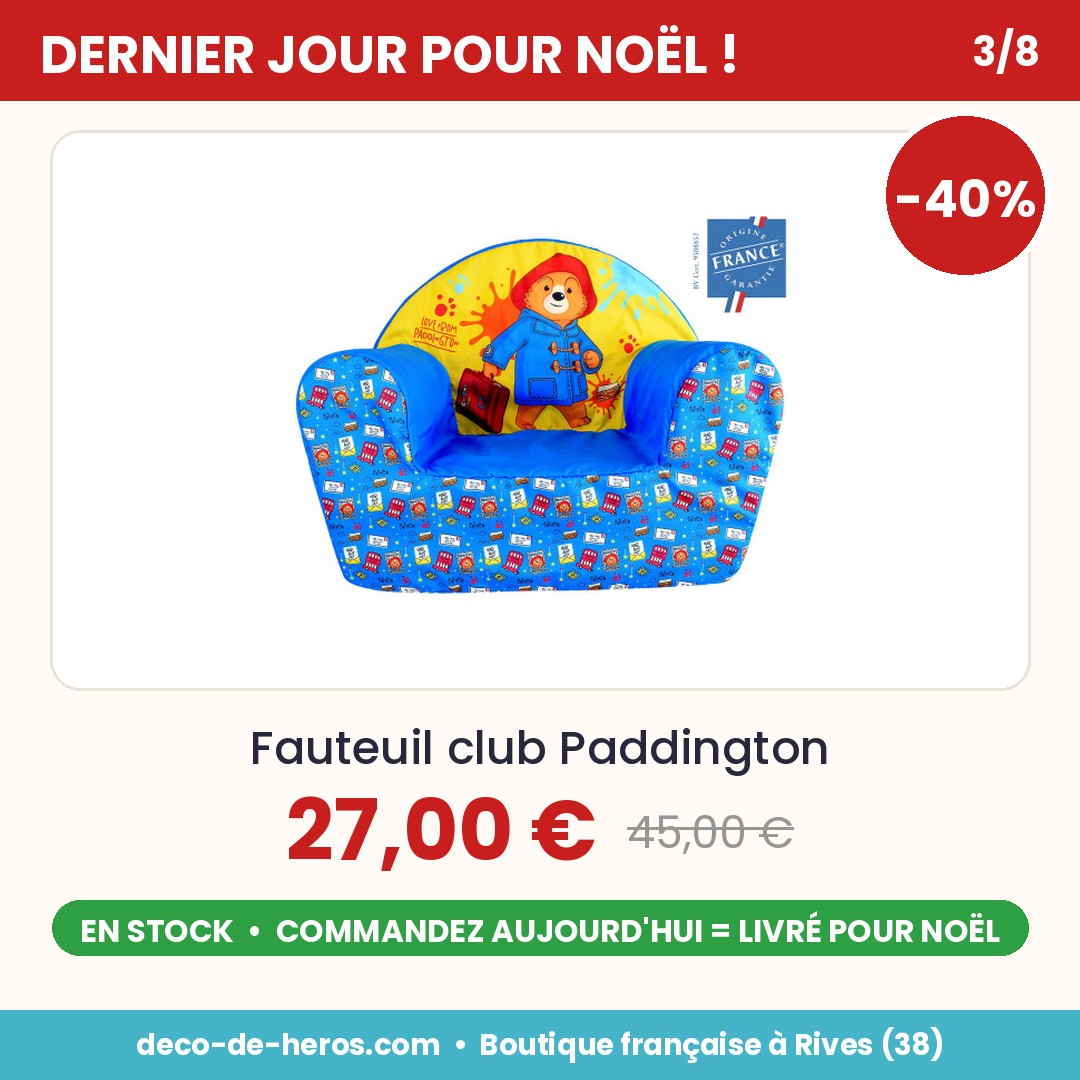 DERNIER JOUR POUR NOËL !
3/8
-40%
ORIGINE
FRANCE®
GARANTIE
LOVE FROM
PADDINGTON
Fauteuil club Paddington
27,00 € 45,00 €
EN STOCK • COMMANDEZ AUJOURD'HUI = LIVRÉ POUR NOËL
deco-de-heros.com • Boutique française à Rives (38)